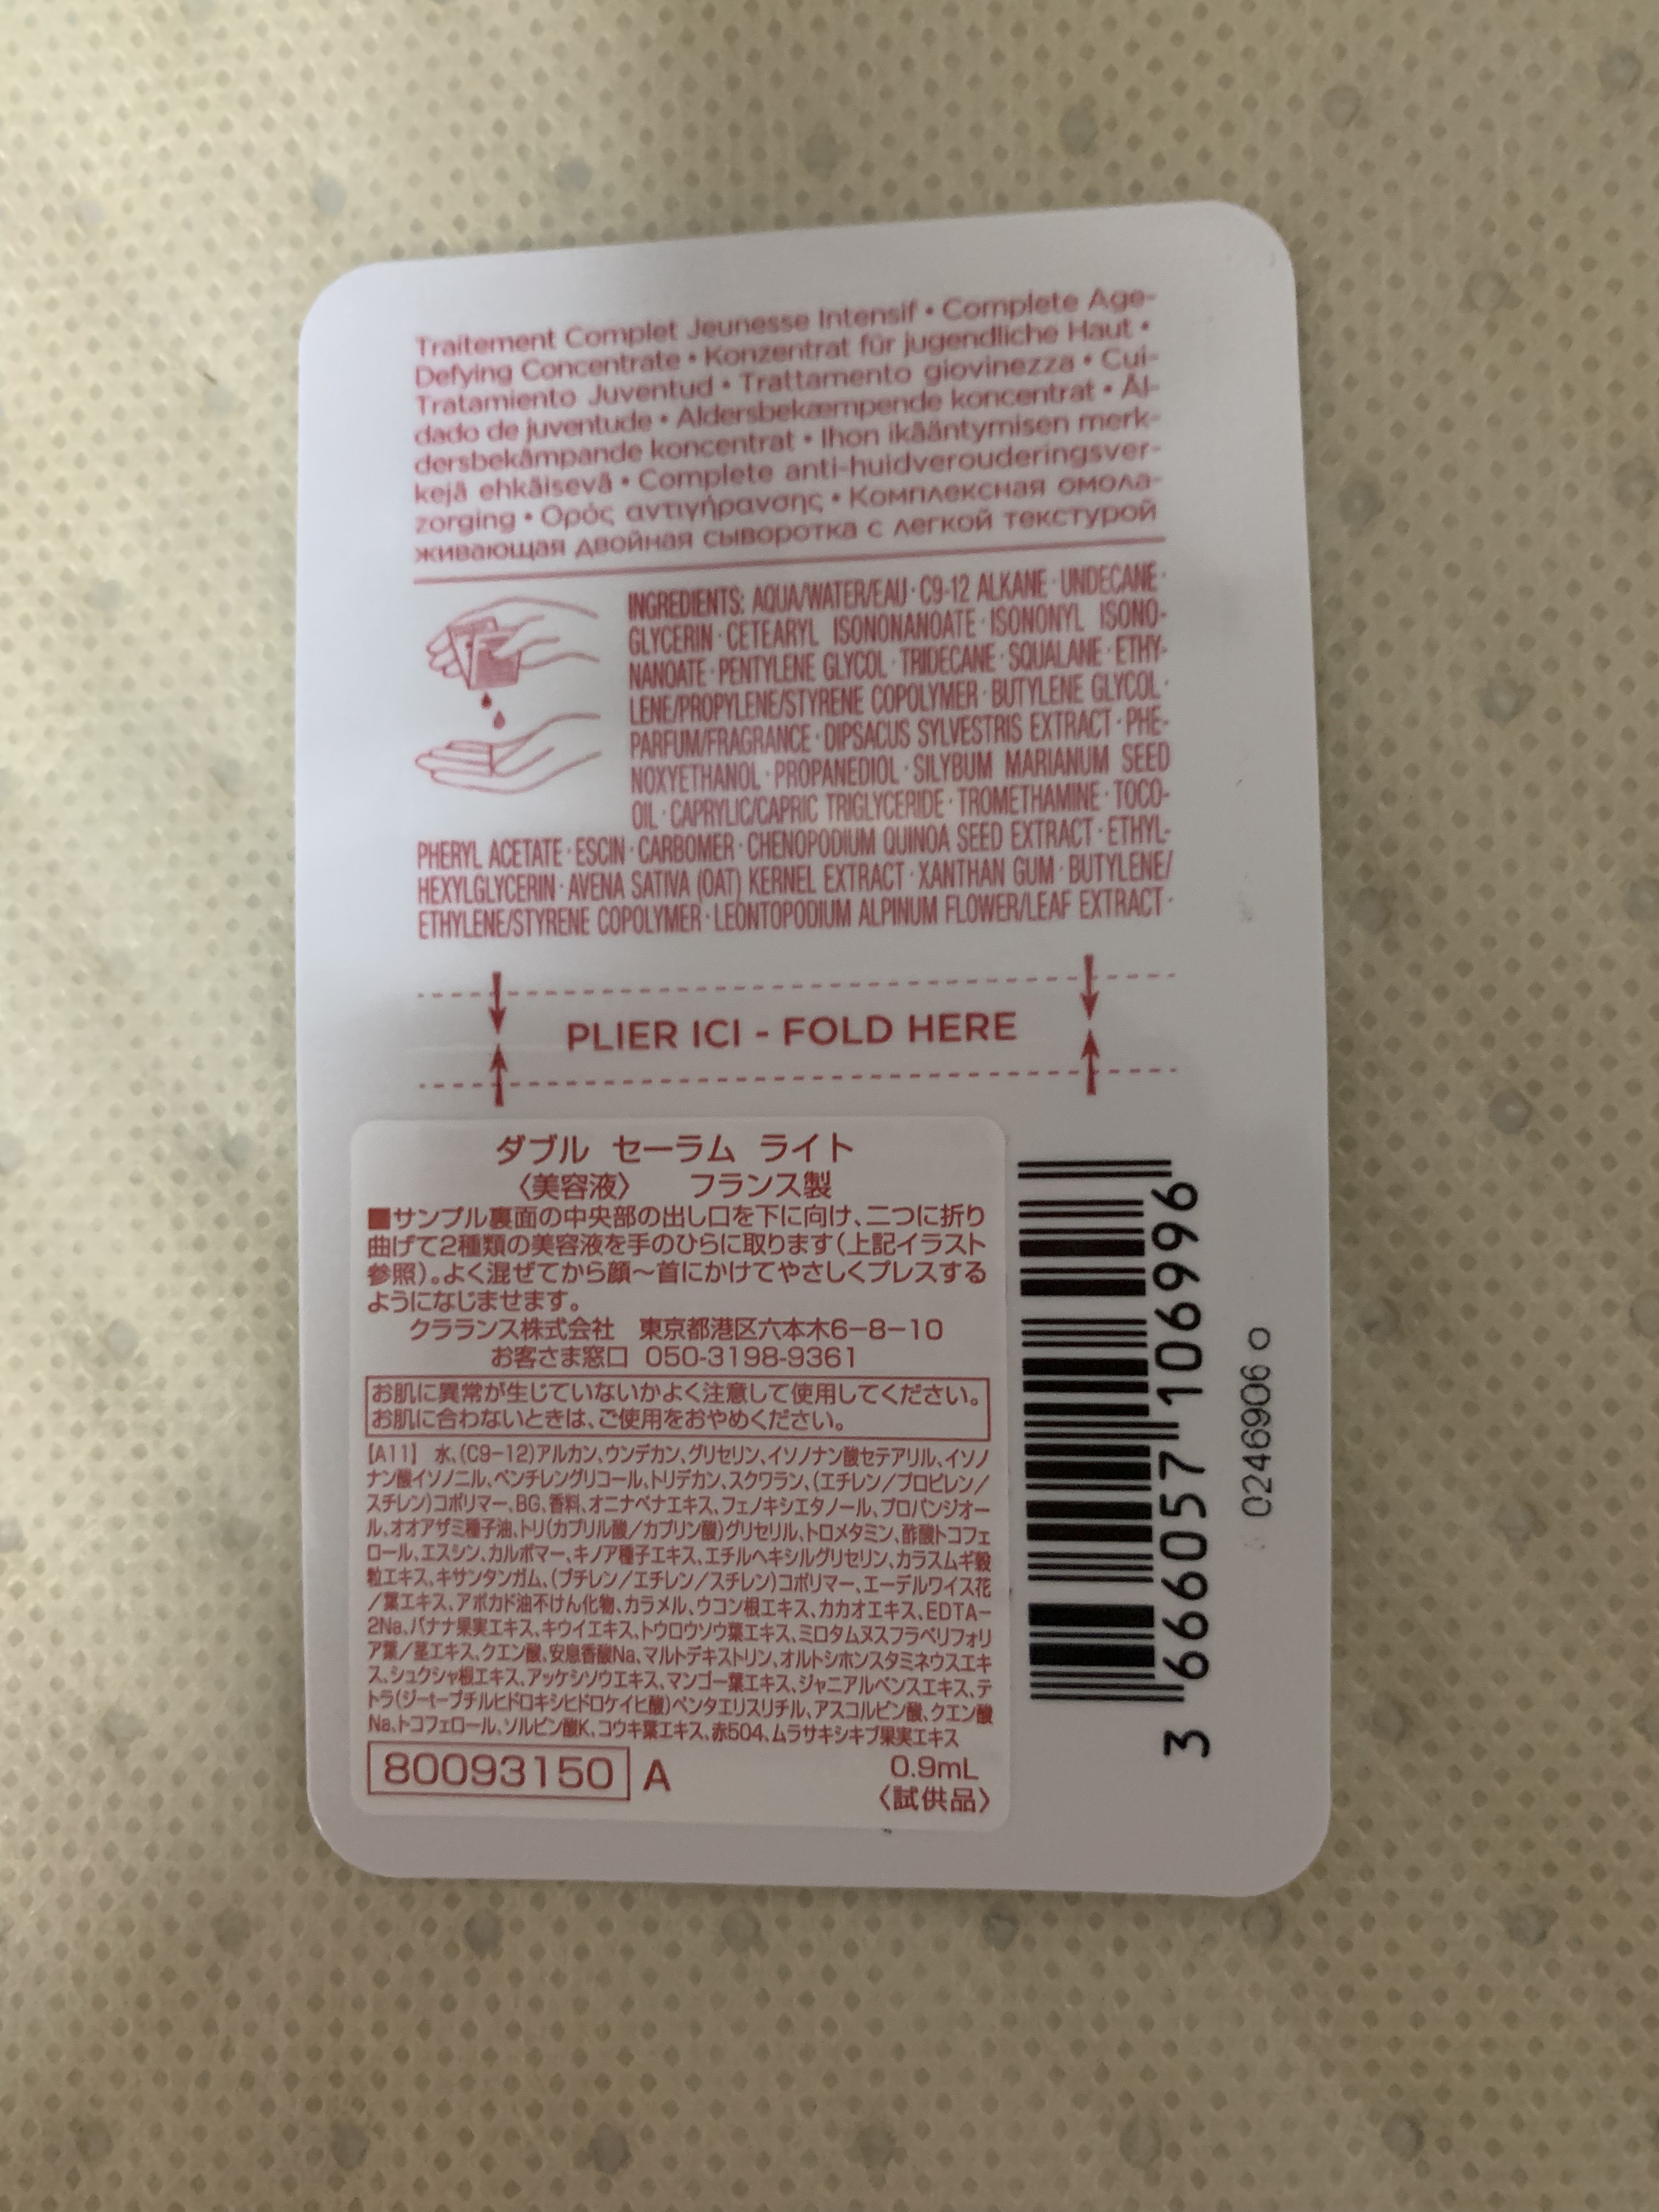 Traitement Complet Jeunesse Intensif • Complete Age-
Defying Concentrate • Konzentrat für jugendliche Haut •
Tratamiento Juventud • Trattamento giovinezza • Cui-
dado de juventude • Aldersbekæmpende koncentrat • Ål-
dersbekämpande koncentrat • Ihon ikääntymisen merk-
kejä ehkäisevä • Complete anti-huidverouderingsver-
zorging • Ορός αντιγήρανσης • Комплексная омола-
живающая двойная сыворотка с легкой текстурой
INGREDIENTS: AQUA/WATER/EAU · C9-12 ALKANE · UNDECANE ·
GLYCERIN · CETEARYL ISONONANOATE · ISONONYL ISONO-
NANOATE · PENTYLENE GLYCOL · TRIDECANE · SQUALANE · ETHY-
LENE/PROPYLENE/STYRENE COPOLYMER · BUTYLENE GLYCOL ·
PARFUM/FRAGRANCE · DIPSACUS SYLVESTRIS EXTRACT · PHE-
NOXYETHANOL · PROPANEDIOL · SILYBUM MARIANUM SEED
OIL · CAPRYLIC/CAPRIC TRIGLYCERIDE · TROMETHAMINE · TOCO-
PHERYL ACETATE · ESCIN · CARBOMER · CHENOPODIUM QUINOA SEED EXTRACT · ETHYL-
HEXYLGLYCERIN · AVENA SATIVA (OAT) KERNEL EXTRACT · XANTHAN GUM · BUTYLENE/
ETHYLENE/STYRENE COPOLYMER · LEONTOPODIUM ALPINUM FLOWER/LEAF EXTRACT ·
PLIER ICI - FOLD HERE
ダブル セーラム ライト
〈美容液〉 フランス製
■サンプル裏面の中央部の出し口を下に向け、二つに折り
曲げて2種類の美容液を手のひらに取ります(上記イラスト
参照)。よく混ぜてから顔〜首にかけてやさしくプレスする
ようになじませます。
クラランス株式会社 東京都港区六本木6-8-10
お客さま窓口 050-3198-9361
お肌に異常が生じていないかよく注意して使用してください。
お肌に合わないときは、ご使用をおやめください。
【A11】 水、(C9-12)アルカン、ウンデカン、グリセリン、イソノナン酸セテアリル、イソノ
ナン酸イソノニル、ペンチレングリコール、トリデカン、スクワラン、(エチレン/プロピレン/
スチレン)コポリマー、BG、香料、オニナベナエキス、フェノキシエタノール、プロパンジオー
ル、オオアザミ種子油、トリ(カプリル酸/カプリン酸)グリセリル、トロメタミン、酢酸トコフェ
ロール、エスシン、カルボマー、キノア種子エキス、エチルヘキシルグリセリン、カラスムギ穀
粒エキス、キサンタンガム、(ブチレン/エチレン/スチレン)コポリマー、エーデルワイス花
/葉エキス、アボカド油不けん化物、カラメル、ウコン根エキス、カカオエキス、EDTA-
2Na、バナナ果実エキス、キウイエキス、トウロウソウ葉エキス、ミロタムヌスフラベリフォリ
ア葉/茎エキス、クエン酸、安息香酸Na、マルトデキストリン、オルトシホンスタミネウスエキ
ス、シュクシャ根エキス、アッケシソウエキス、マンゴー葉エキス、ジャニアルベンスエキス、テ
トラ(ジ-t-ブチルヒドロキシヒドロケイヒ酸)ペンタエリスリチル、アスコルビン酸、クエン酸
Na、トコフェロール、ソルビン酸K、コウキ葉エキス、赤504、ムラサキシキブ果実エキス
80093150 A
0.9mL
〈試供品〉
3 666057 106996
0246906 O